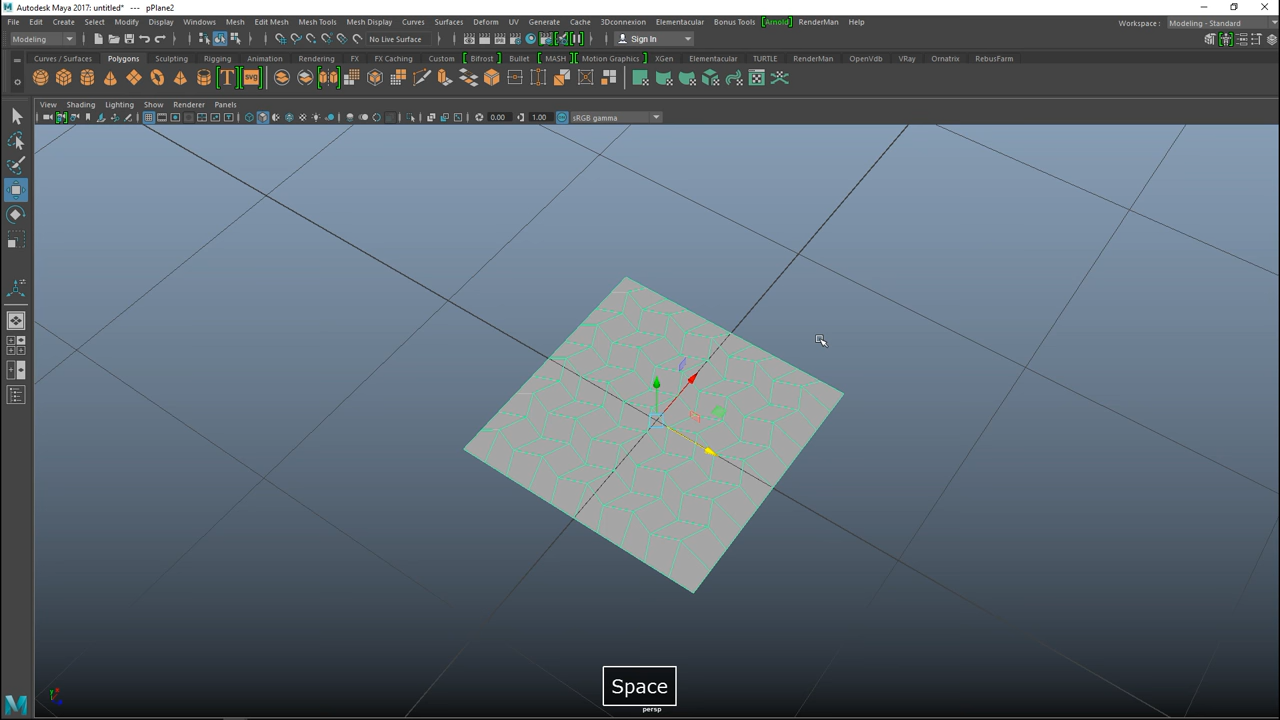 Autodesk Maya 2017: untitled* --- pPlane2
File Edit Create Select Modify Display Windows Mesh Edit Mesh Mesh Tools Mesh Display Curves Surfaces Deform UV Generate Cache 3Dconnexion Elementacular Bonus Tools Arnold RenderMan Help
Workspace : Modeling - Standard
Modeling No Live Surface Sign In
Curves / Surfaces Polygons Sculpting Rigging Animation Rendering FX FX Caching Custom Bifrost Bullet MASH Motion Graphics XGen Elementacular TURTLE RenderMan OpenVdb VRay Ornatrix RebusFarm
T svg
View Shading Lighting Show Renderer Panels
0.00 1.00 sRGB gamma
Space
persp